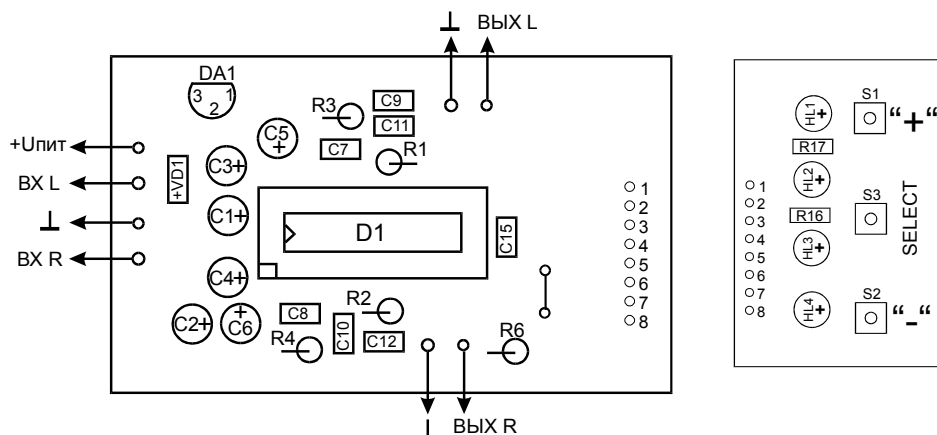 ⊥ ВЫХ L
DA1
3 1
2
R3
C9
C11
C5
+
C7
R1
+Uпит
ВХ L
⊥
ВХ R
+VD1
C3+
C1+
C4+
C2+
+
C6
D1
C15
C8
R2
R4
C10
C12
R6
1
2
3
4
5
6
7
8
ВЫХ R
HL1
+
S1
“+“
R17
HL2
+
R16
S3
SELECT
HL3
+
HL4
+
S2
“-“
1
2
3
4
5
6
7
8